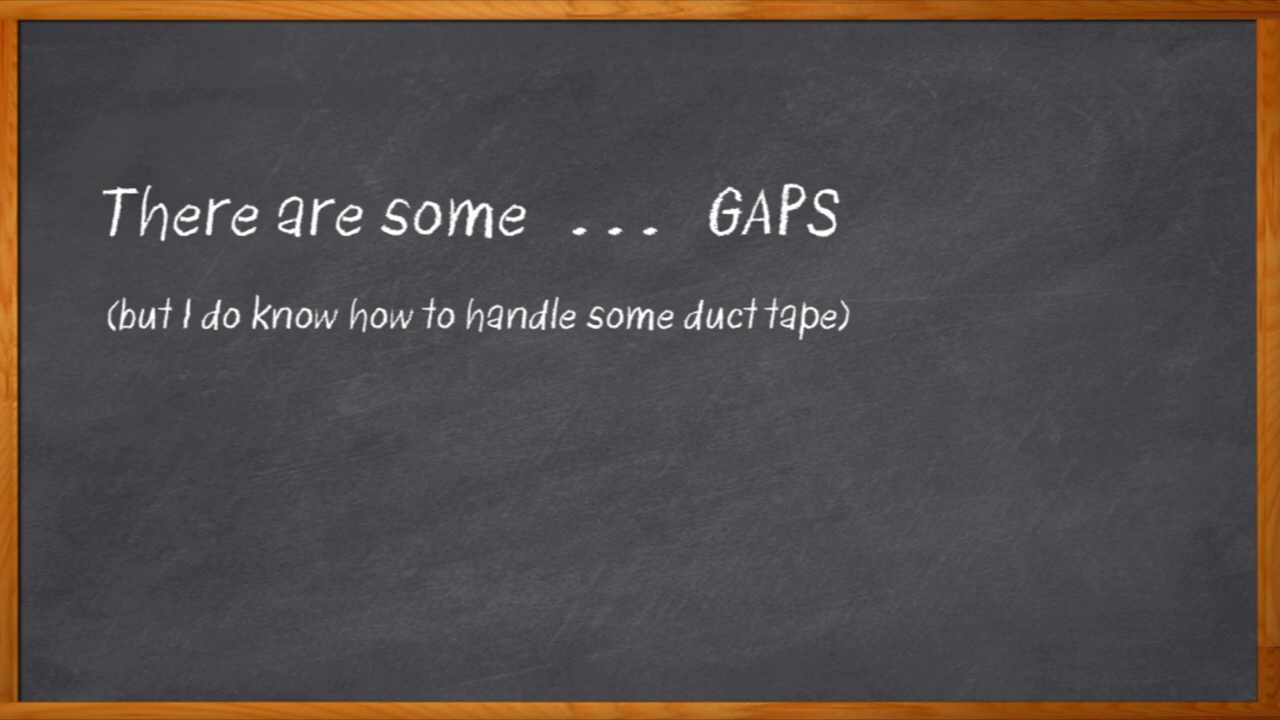 There are some ... GAPS
(but I do know how to handle some duct tape)